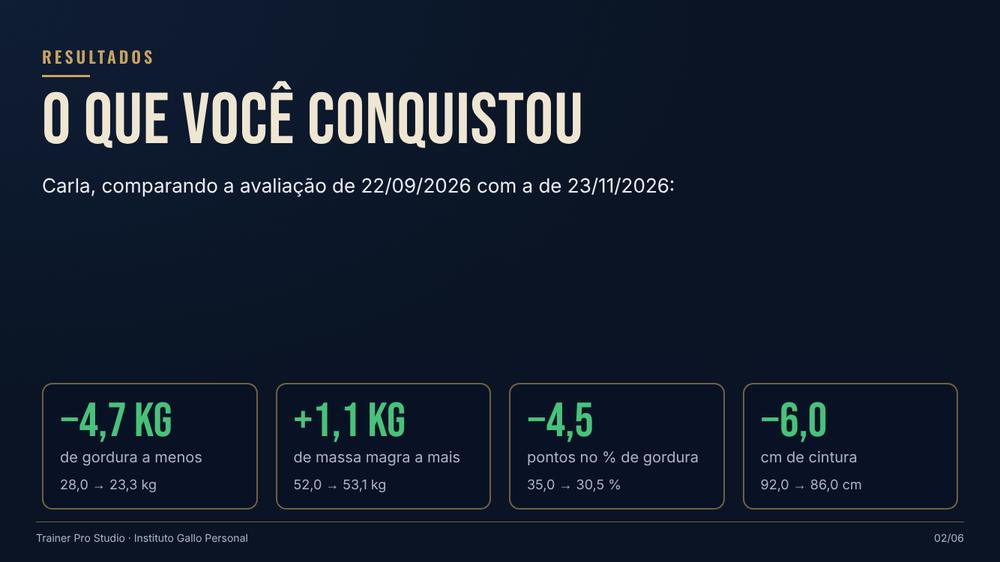 RESULTADOS
O QUE VOCÊ CONQUISTOU
Carla, comparando a avaliação de 22/09/2026 com a de 23/11/2026:
−4,7 KG
de gordura a menos
28,0 → 23,3 kg
+1,1 KG
de massa magra a mais
52,0 → 53,1 kg
−4,5
pontos no % de gordura
35,0 → 30,5 %
−6,0
cm de cintura
92,0 → 86,0 cm
Trainer Pro Studio · Instituto Gallo Personal
02/06